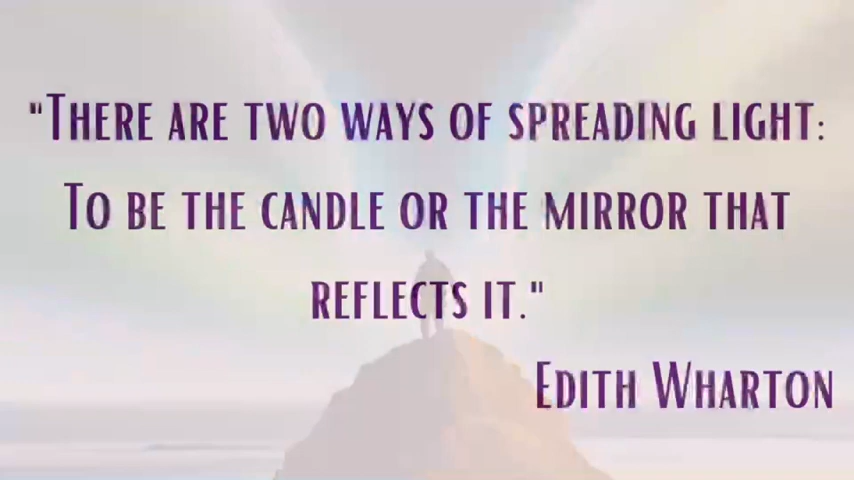 "There are two ways of spreading light:
To be the candle or the mirror that
reflects it."
Edith Wharton